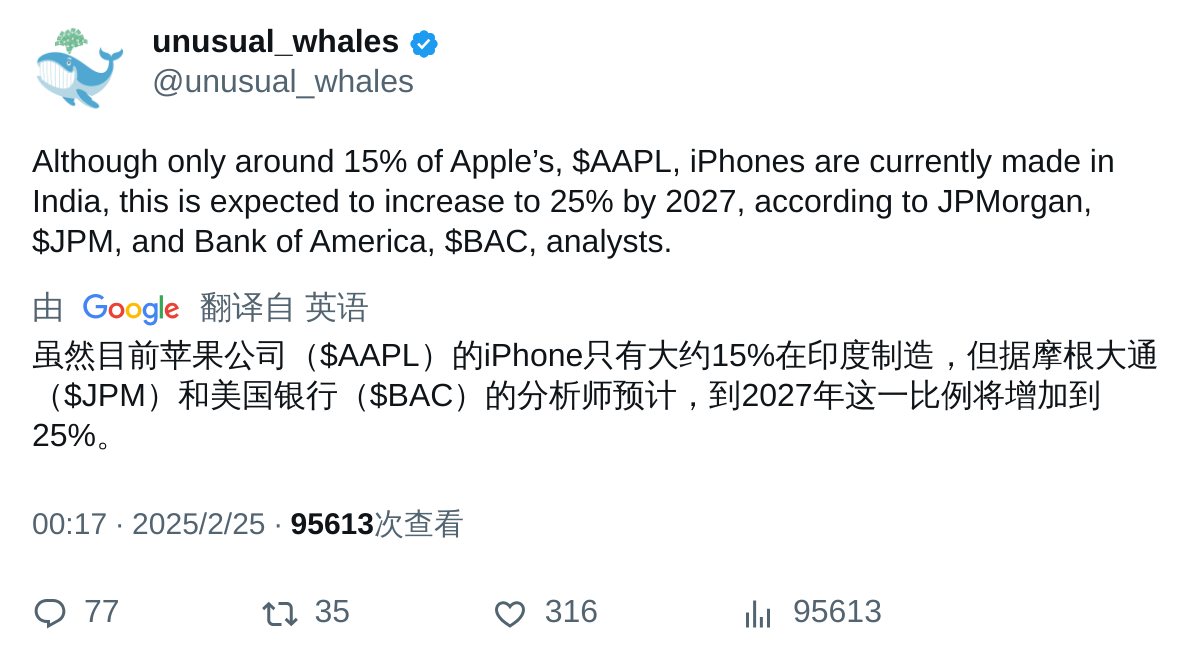 unusual_whales
@unusual_whales
Although only around 15% of Apple’s, $AAPL, iPhones are currently made in
India, this is expected to increase to 25% by 2027, according to JPMorgan,
$JPM, and Bank of America, $BAC, analysts.
由 Google 翻译自 英语
虽然目前苹果公司（$AAPL）的iPhone只有大约15%在印度制造，但据摩根大通
（$JPM）和美国银行（$BAC）的分析师预计，到2027年这一比例将增加到
25%。
00:17 · 2025/2/25 · 95613次查看
77 35 316 95613